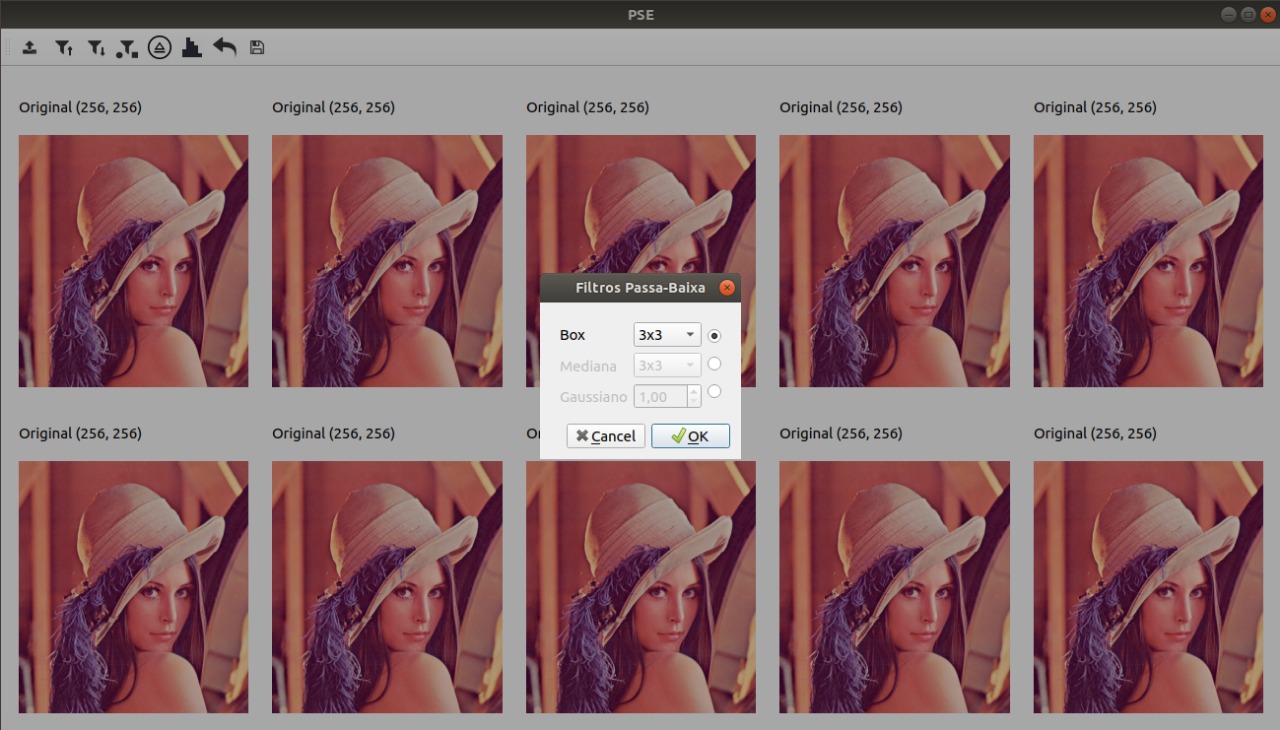 PSE
Original (256, 256)
Original (256, 256)
Original (256, 256)
Original (256, 256)
Original (256, 256)
Filtros Passa-Baixa
Box 3x3
Mediana 3x3
Gaussiano 1,00
Cancel OK
Original (256, 256)
Original (256, 256)
Original (256, 256)
Original (256, 256)